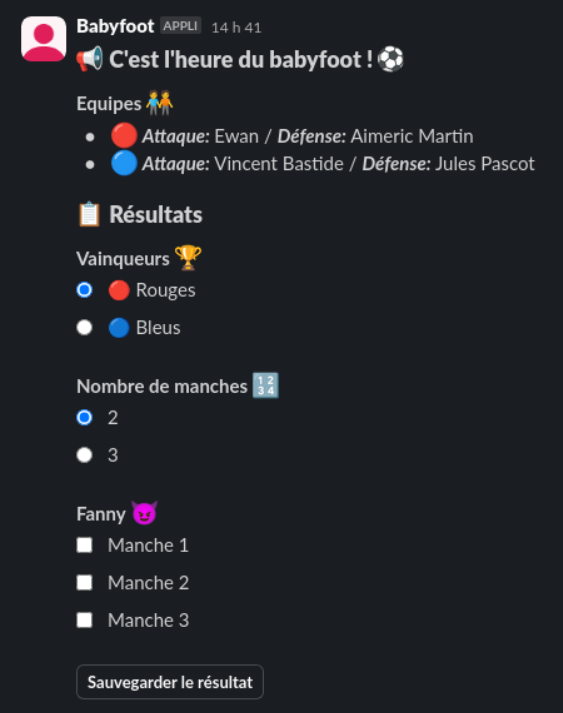 Babyfoot APPLI 14 h 41
📢 C'est l'heure du babyfoot ! ⚽
Equipes 🧑‍🤝‍🧑
• 🔴 Attaque: Ewan / Défense: Aimeric Martin
• 🔵 Attaque: Vincent Bastide / Défense: Jules Pascot
📋 Résultats
Vainqueurs 🏆
🔴 Rouges
🔵 Bleus
Nombre de manches 🔢
2
3
Fanny 😈
Manche 1
Manche 2
Manche 3
Sauvegarder le résultat